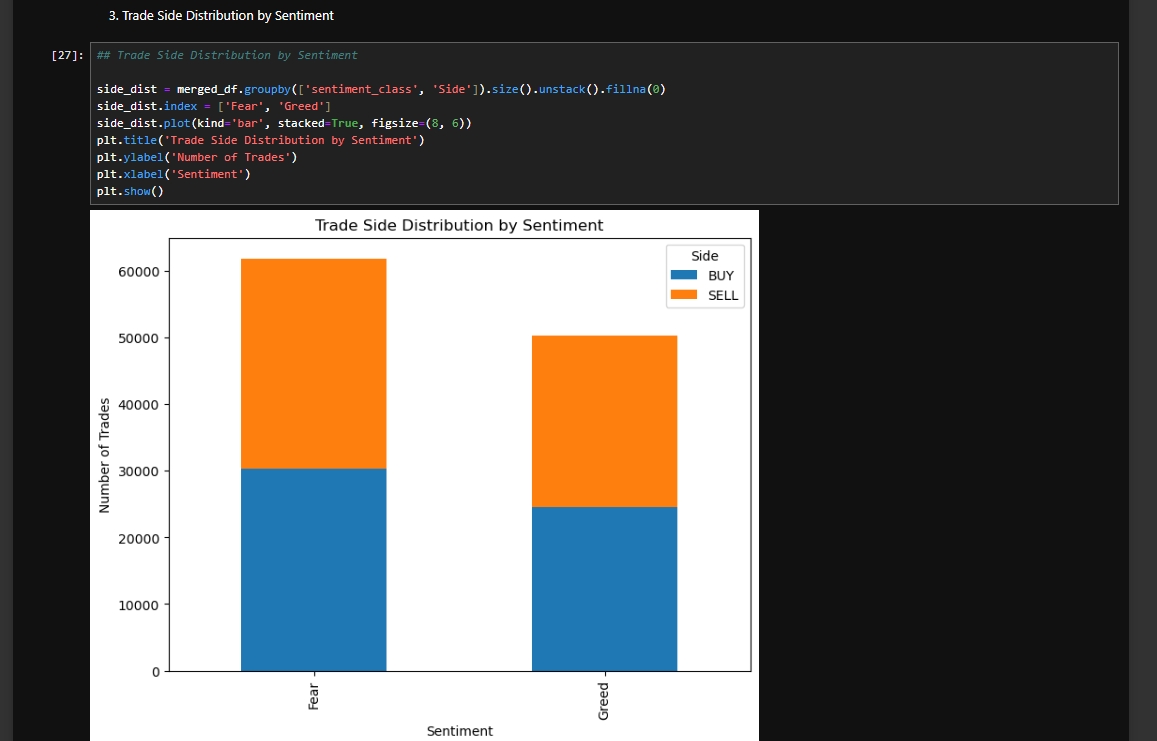 3. Trade Side Distribution by Sentiment
[27]:
## Trade Side Distribution by Sentiment
side_dist = merged_df.groupby(['sentiment_class', 'Side']).size().unstack().fillna(0)
side_dist.index = ['Fear', 'Greed']
side_dist.plot(kind='bar', stacked=True, figsize=(8, 6))
plt.title('Trade Side Distribution by Sentiment')
plt.ylabel('Number of Trades')
plt.xlabel('Sentiment')
plt.show()
Trade Side Distribution by Sentiment
Side
BUY
SELL
60000
50000
40000
30000
20000
10000
0
Number of Trades
Fear
Greed
Sentiment